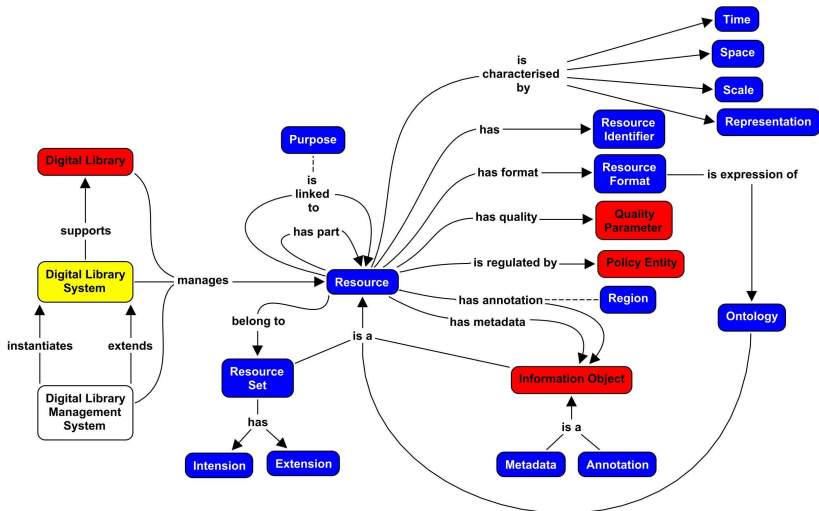 Time
is
characterised
by
Space
Scale
Representation
Purpose
has
Resource
Identifier
Digital Library
is
linked
to
has format
Resource
Format
is expression of
supports
has part
has quality
Quality
Parameter
Digital Library
System
manages
Resource
is regulated by
Policy Entity
has annotation
Region
instantiates
extends
belong to
has metadata
is a
Ontology
Resource
Set
Information Object
Digital Library
Management
System
has
is a
Intension
Extension
Metadata
Annotation